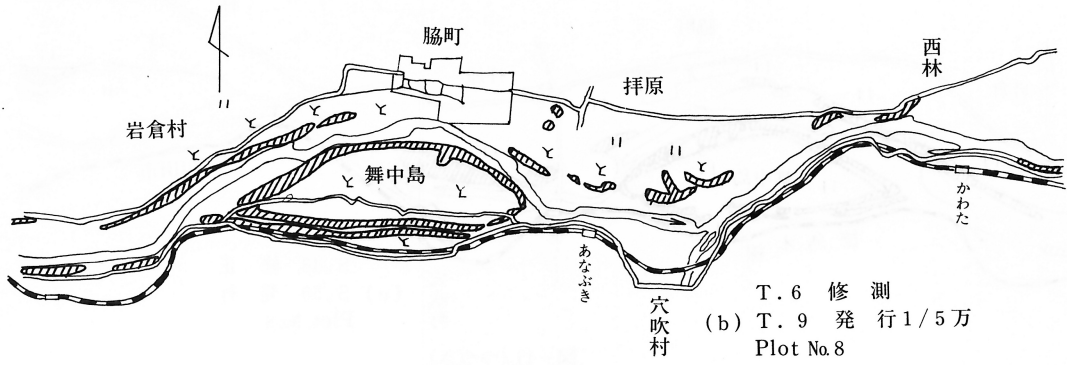 脇町
西林
拝原
岩倉村
舞中島
かわた
あなぶき
穴吹村
T.6 修 測
(b) T.9 発 行1/5万
Plot No.8